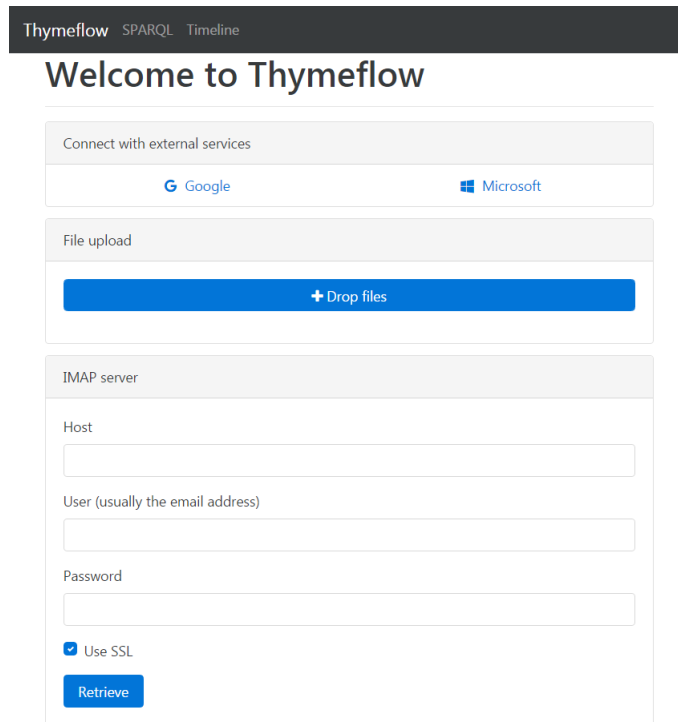 Thymeflow SPARQL Timeline
Welcome to Thymeflow
Connect with external services
Google Microsoft
File upload
Drop files
IMAP server
Host
User (usually the email address)
Password
Use SSL
Retrieve